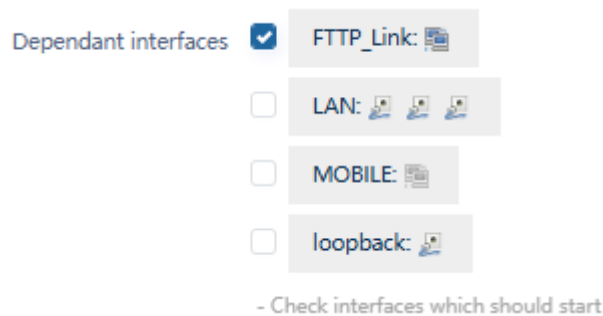 Dependant interfaces FTTP_Link:
LAN:
MOBILE:
loopback:
- Check interfaces which should start